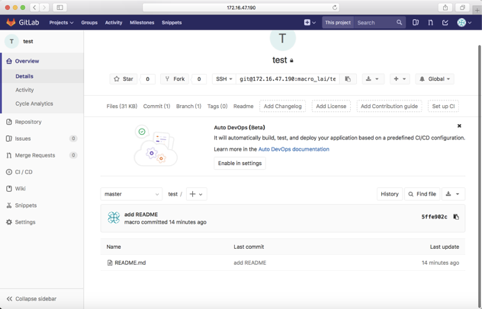 172.16.47.190
GitLab Projects Groups Activity Milestones Snippets This project Search
T test
T
test
Star 0 Fork 0 SSH git@172.16.47.190:macro_lai/te Global
Files (31 KB) Commit (1) Branch (1) Tags (0) Readme Add Changelog Add License Add Contribution guide Set up CI
Overview
Details
Activity
Cycle Analytics
Repository
Issues 0
Merge Requests 0
CI / CD
Wiki
Snippets
Settings
Collapse sidebar
Auto DevOps (Beta)
It will automatically build, test, and deploy your application based on a predefined CI/CD configuration.
Learn more in the Auto DevOps documentation
Enable in settings
master test / + History Find file
add README
macro committed 14 minutes ago
5ffe982c
Name Last commit Last update
README.md add README 14 minutes ago